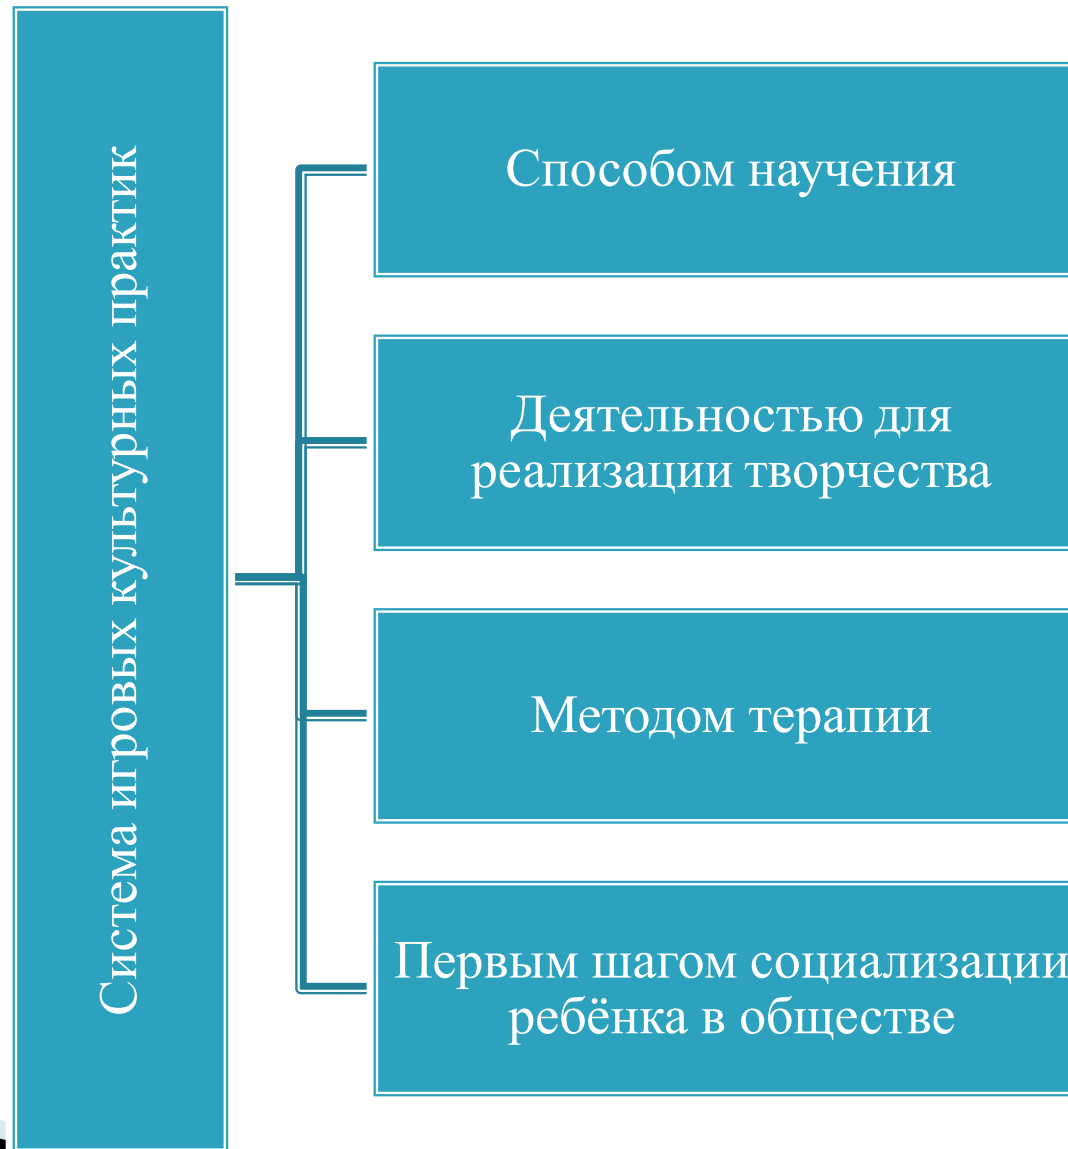 Система игровых культурных практик
Способом научения
Деятельностью для
реализации творчества
Методом терапии
Первым шагом социализации
ребёнка в обществе